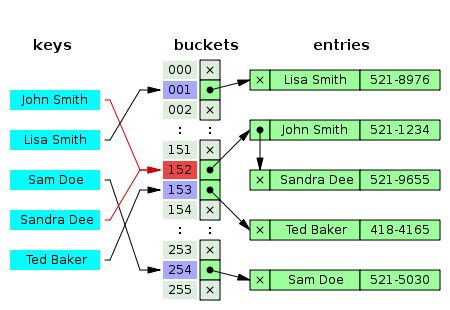 keys buckets entries
000 ×
× Lisa Smith 521-8976
001
John Smith
002 ×
: :
John Smith 521-1234
Lisa Smith
151 ×
152
Sam Doe
× Sandra Dee 521-9655
153
154 ×
Sandra Dee
: :
× Ted Baker 418-4165
253 ×
Ted Baker
254
× Sam Doe 521-5030
255 ×